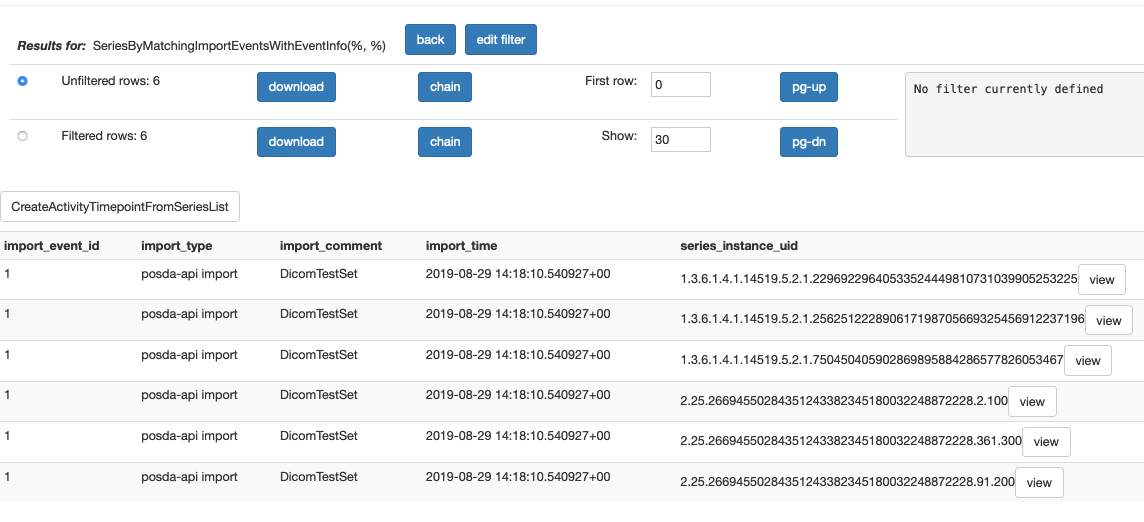 Results for: SeriesByMatchingImportEventsWithEventInfo(%, %) back edit filter
Unfiltered rows: 6 download chain First row: 0 pg-up No filter currently defined
Filtered rows: 6 download chain Show: 30 pg-dn
CreateActivityTimepointFromSeriesList
import_event_id import_type import_comment import_time series_instance_uid
1 posda-api import DicomTestSet 2019-08-29 14:18:10.540927+00 1.3.6.1.4.1.14519.5.2.1.229692296405335244498107310399052532​25 view
1 posda-api import DicomTestSet 2019-08-29 14:18:10.540927+00 1.3.6.1.4.1.14519.5.2.1.256251222890617198705669325456912237196 view
1 posda-api import DicomTestSet 2019-08-29 14:18:10.540927+00 1.3.6.1.4.1.14519.5.2.1.750450405902869895884286577826053467 view
1 posda-api import DicomTestSet 2019-08-29 14:18:10.540927+00 2.25.266945502843512433823451800322488​72228.2.100 view
1 posda-api import DicomTestSet 2019-08-29 14:18:10.540927+00 2.25.26694550284351243382345180032248872228.361.300 view
1 posda-api import DicomTestSet 2019-08-29 14:18:10.540927+00 2.25.26694550284351243382345180032248872228.91.200 view